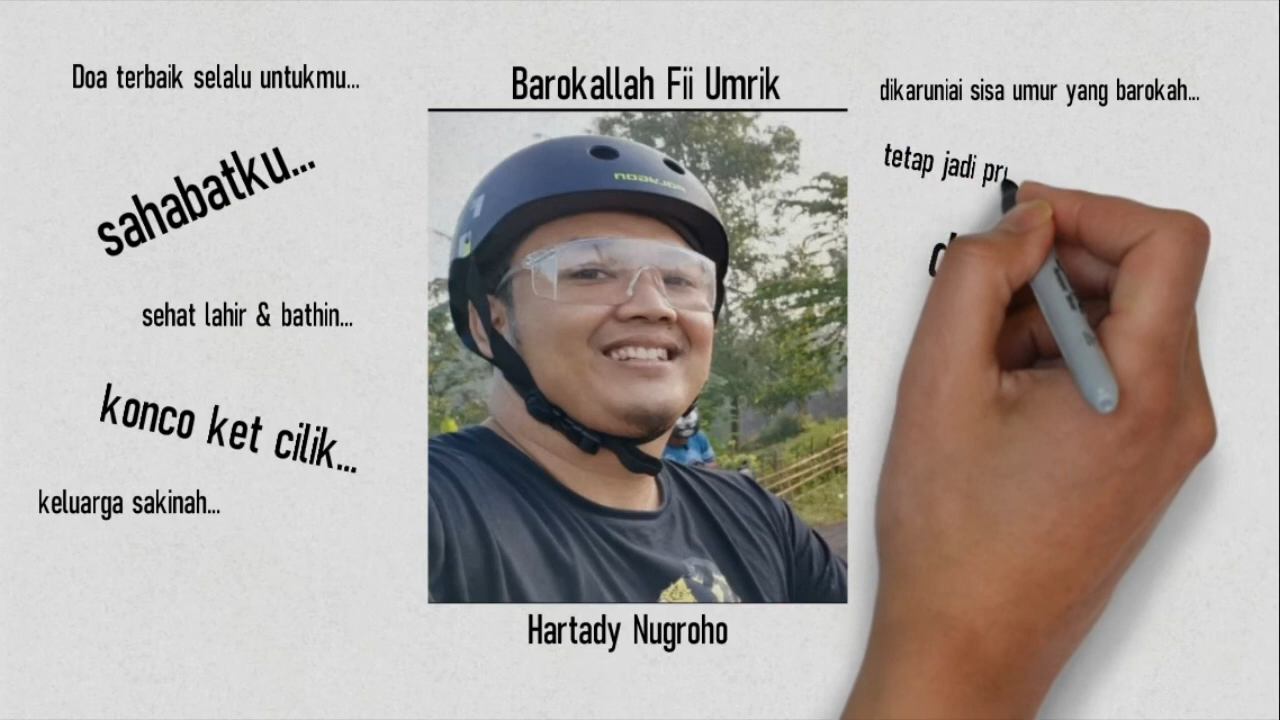 Doa terbaik selalu untukmu...
sahabatku...
sehat lahir & bathin...
konco ket cilik...
keluarga sakinah...
Barokallah Fii Umrik
Hartady Nugroho
dikaruniai sisa umur yang barokah...
tetap jadi